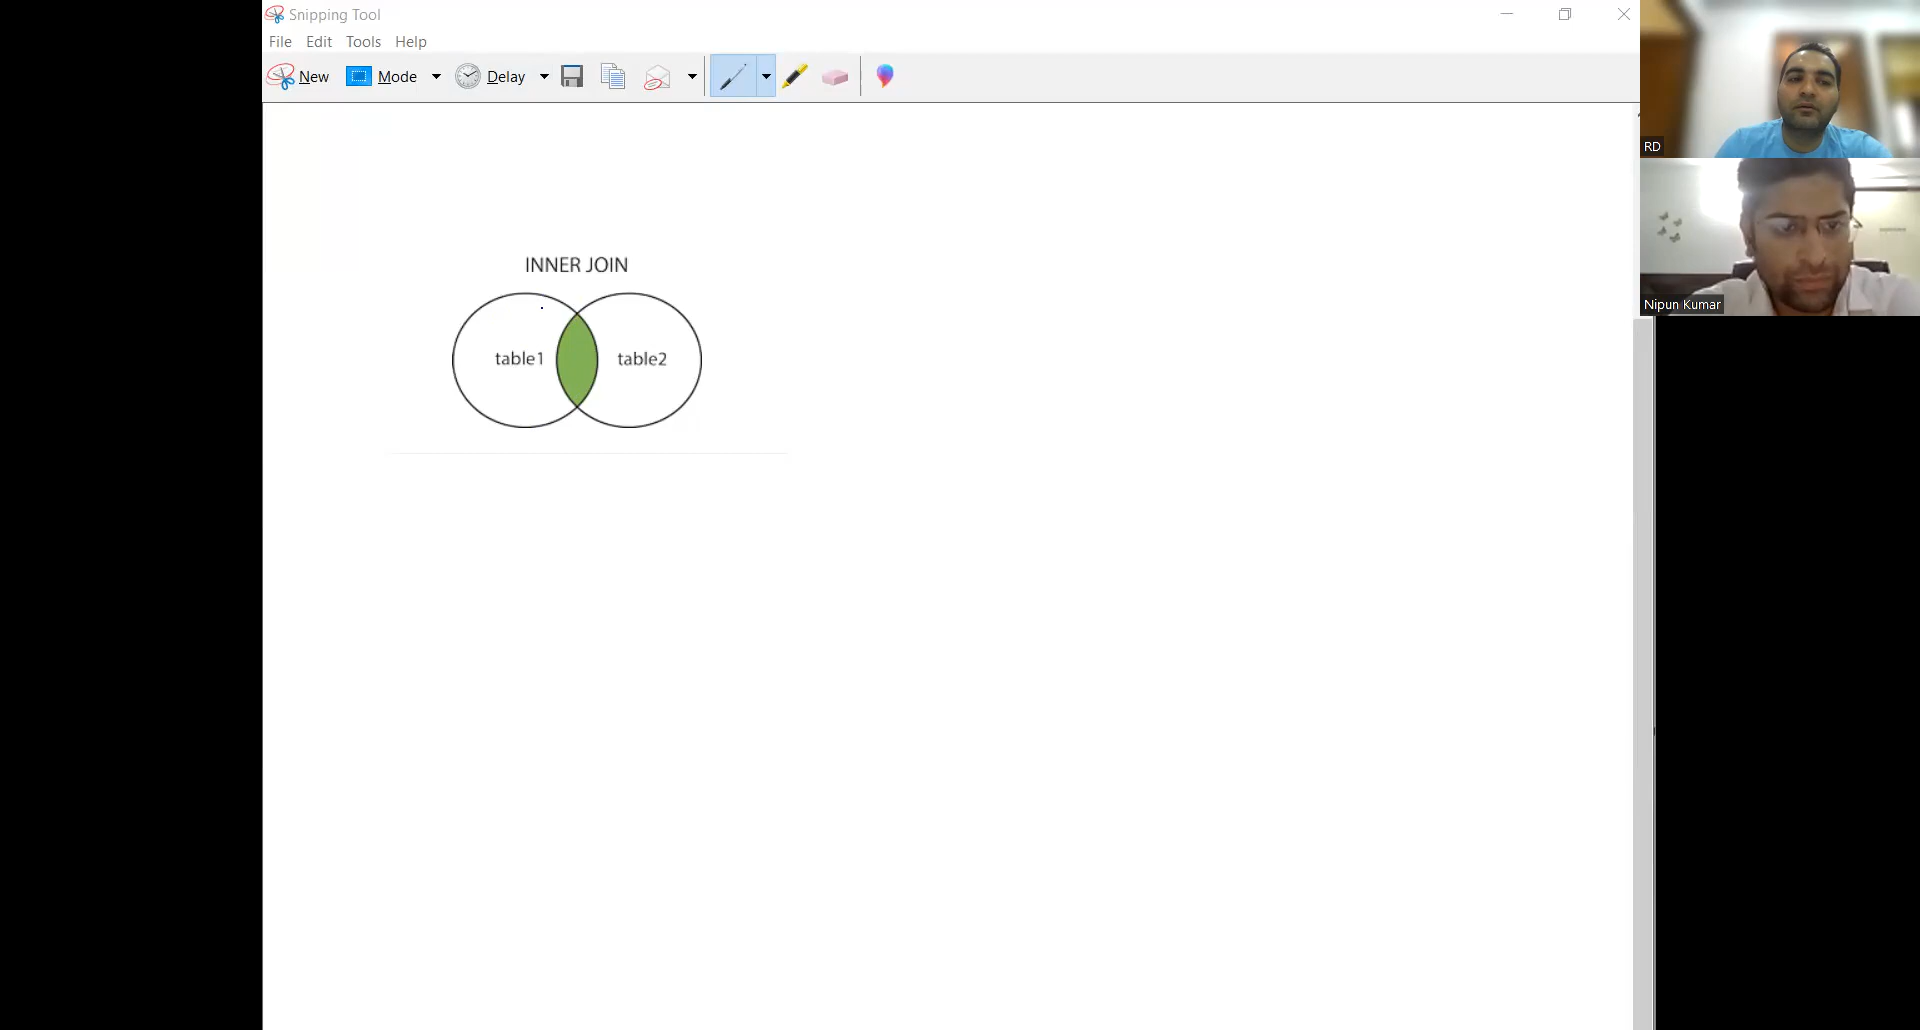 Snipping Tool
File Edit Tools Help
New Mode Delay
RD
Nipun Kumar
INNER JOIN
table1 table2